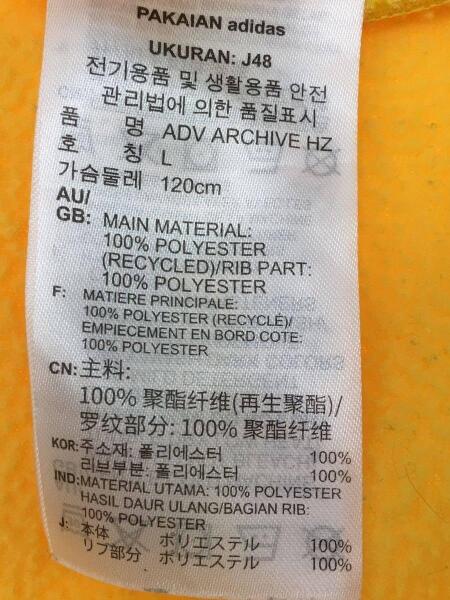 PAKAIAN adidas
UKURAN: J48
전기용품 및 생활용품 안전
관리법에 의한 품질표시
품 명 ADV ARCHIVE HZ
호 칭 L
가슴둘레 120cm
AU/
GB: MAIN MATERIAL:
100% POLYESTER
(RECYCLED)/RIB PART:
100% POLYESTER
F: MATIERE PRINCIPALE:
100% POLYESTER (RECYCLÉ)/
EMPIECEMENT EN BORD COTE:
100% POLYESTER
CN: 主料:
100% 聚酯纤维(再生聚酯)/
罗纹部分: 100% 聚酯纤维
KOR: 주소재: 폴리에스터 100%
리브부분: 폴리에스터 100%
IND: MATERIAL UTAMA: 100% POLYESTER
HASIL DAUR ULANG/BAGIAN RIB:
100% POLYESTER
J: 本体 ポリエステル 100%
リブ部分 ポリエステル 100%